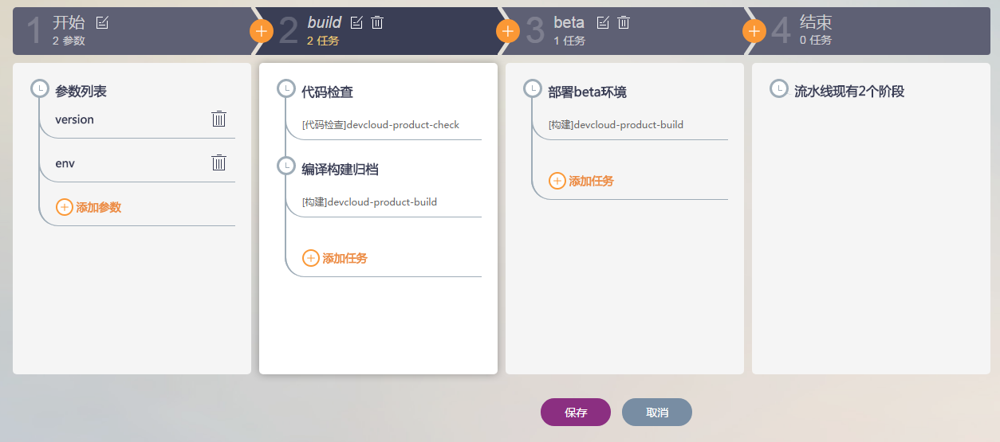 1 开始
2 参数
2 build
2 任务
3 beta
1 任务
4 结束
0 任务
参数列表
version
env
添加参数
代码检查
[代码检查]devcloud-product-check
编译构建归档
[构建]devcloud-product-build
添加任务
部署beta环境
[构建]devcloud-product-build
添加任务
流水线现有2个阶段
保存
取消